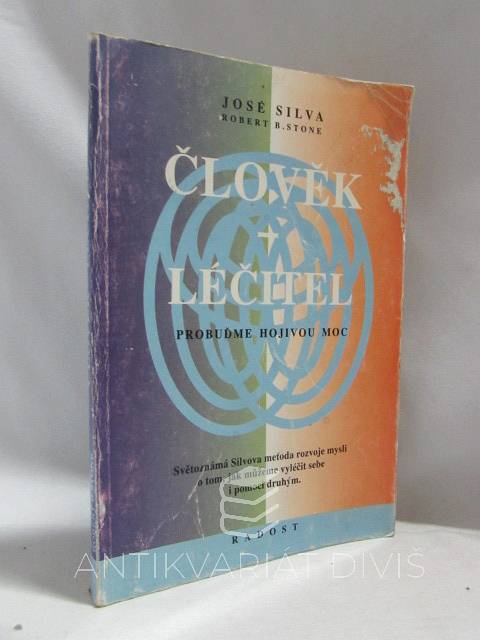 JOSÉ SILVA
ROBERT B. STONE
ČLOVĚK
+
LÉČITEL
PROBUĎME HOJIVOU MOC
Světoznámá Silvova metoda rozvoje mysli
o tom, jak můžeme vyléčit sebe
i pomoci druhým.
RADOST
ANTIKVARIÁT DIVIŠ